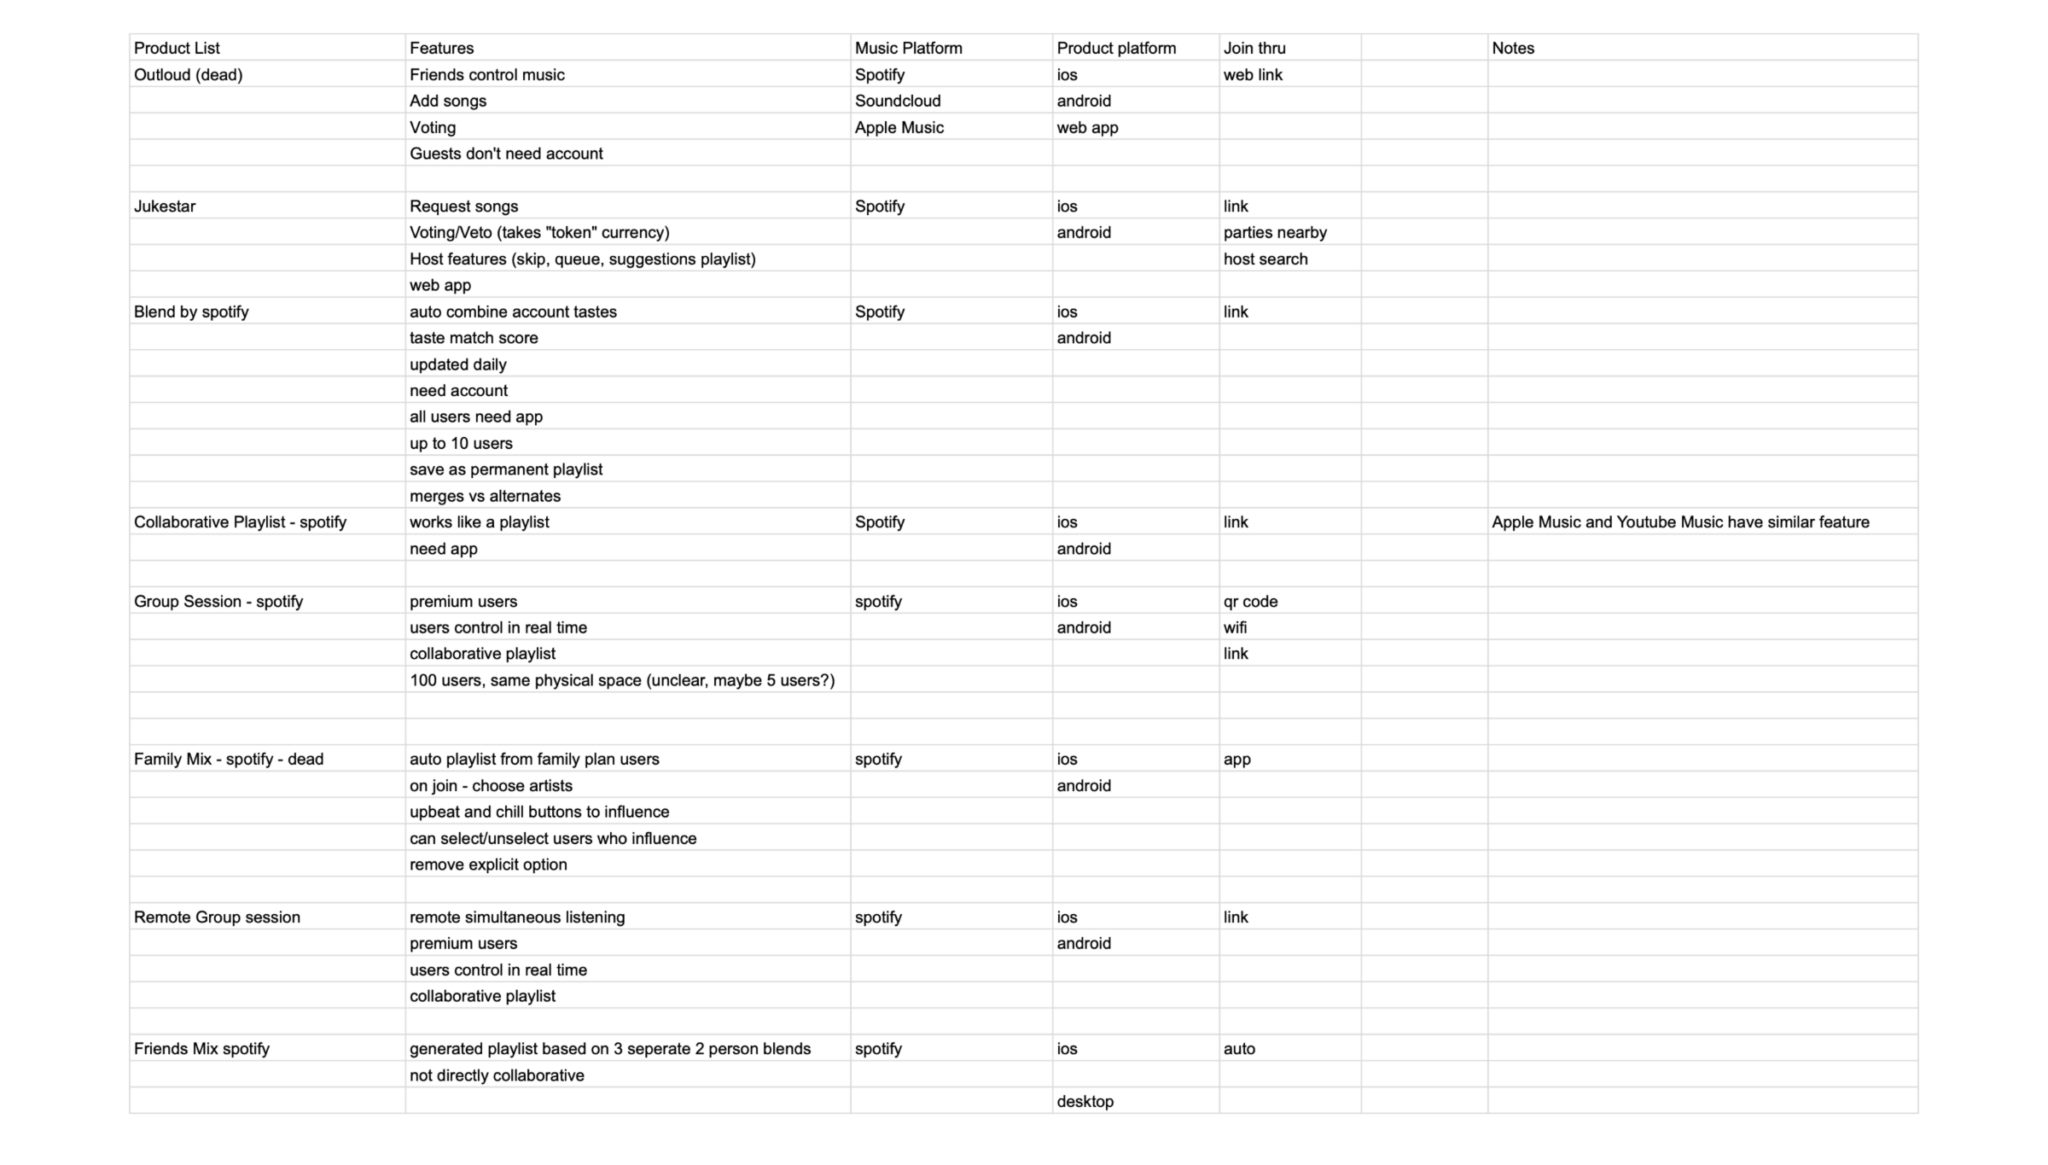 Product List Features Music Platform Product platform Join thru Notes
Outloud (dead) Friends control music Spotify ios web link
Add songs Soundcloud android
Voting Apple Music web app
Guests don't need account
Jukestar Request songs Spotify ios link
Voting/Veto (takes "token" currency) android parties nearby
Host features (skip, queue, suggestions playlist) host search
web app
Blend by spotify auto combine account tastes Spotify ios link
taste match score android
updated daily
need account
all users need app
up to 10 users
save as permanent playlist
merges vs alternates
Collaborative Playlist - spotify works like a playlist Spotify ios link Apple Music and Youtube Music have similar feature
need app android
Group Session - spotify premium users spotify ios qr code
users control in real time android wifi
collaborative playlist link
100 users, same physical space (unclear, maybe 5 users?)
Family Mix - spotify - dead auto playlist from family plan users spotify ios app
on join - choose artists android
upbeat and chill buttons to influence
can select/unselect users who influence
remove explicit option
Remote Group session remote simultaneous listening spotify ios link
premium users android
users control in real time
collaborative playlist
Friends Mix spotify generated playlist based on 3 seperate 2 person blends spotify ios auto
not directly collaborative
desktop